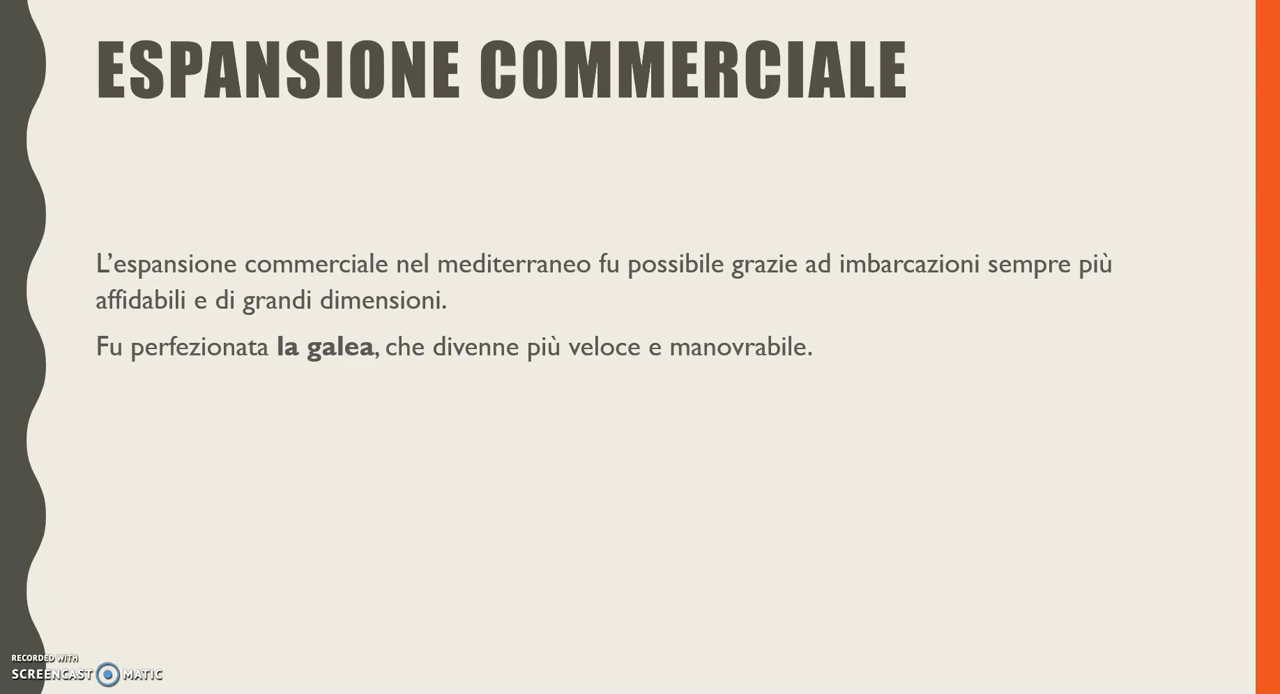 ESPANSIONE COMMERCIALE
L’espansione commerciale nel mediterraneo fu possibile grazie ad imbarcazioni sempre più
affidabili e di grandi dimensioni.
Fu perfezionata la galea, che divenne più veloce e manovrabile.
RECORDED WITH
SCREENCAST MATIC